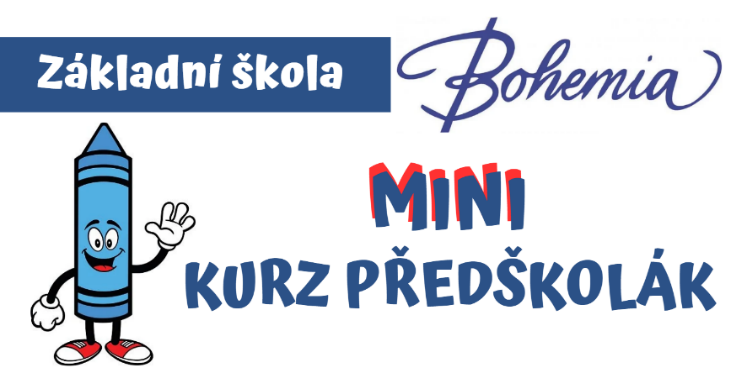 Základní škola
Bohemia
MINI
KURZ PŘEDŠKOLÁK